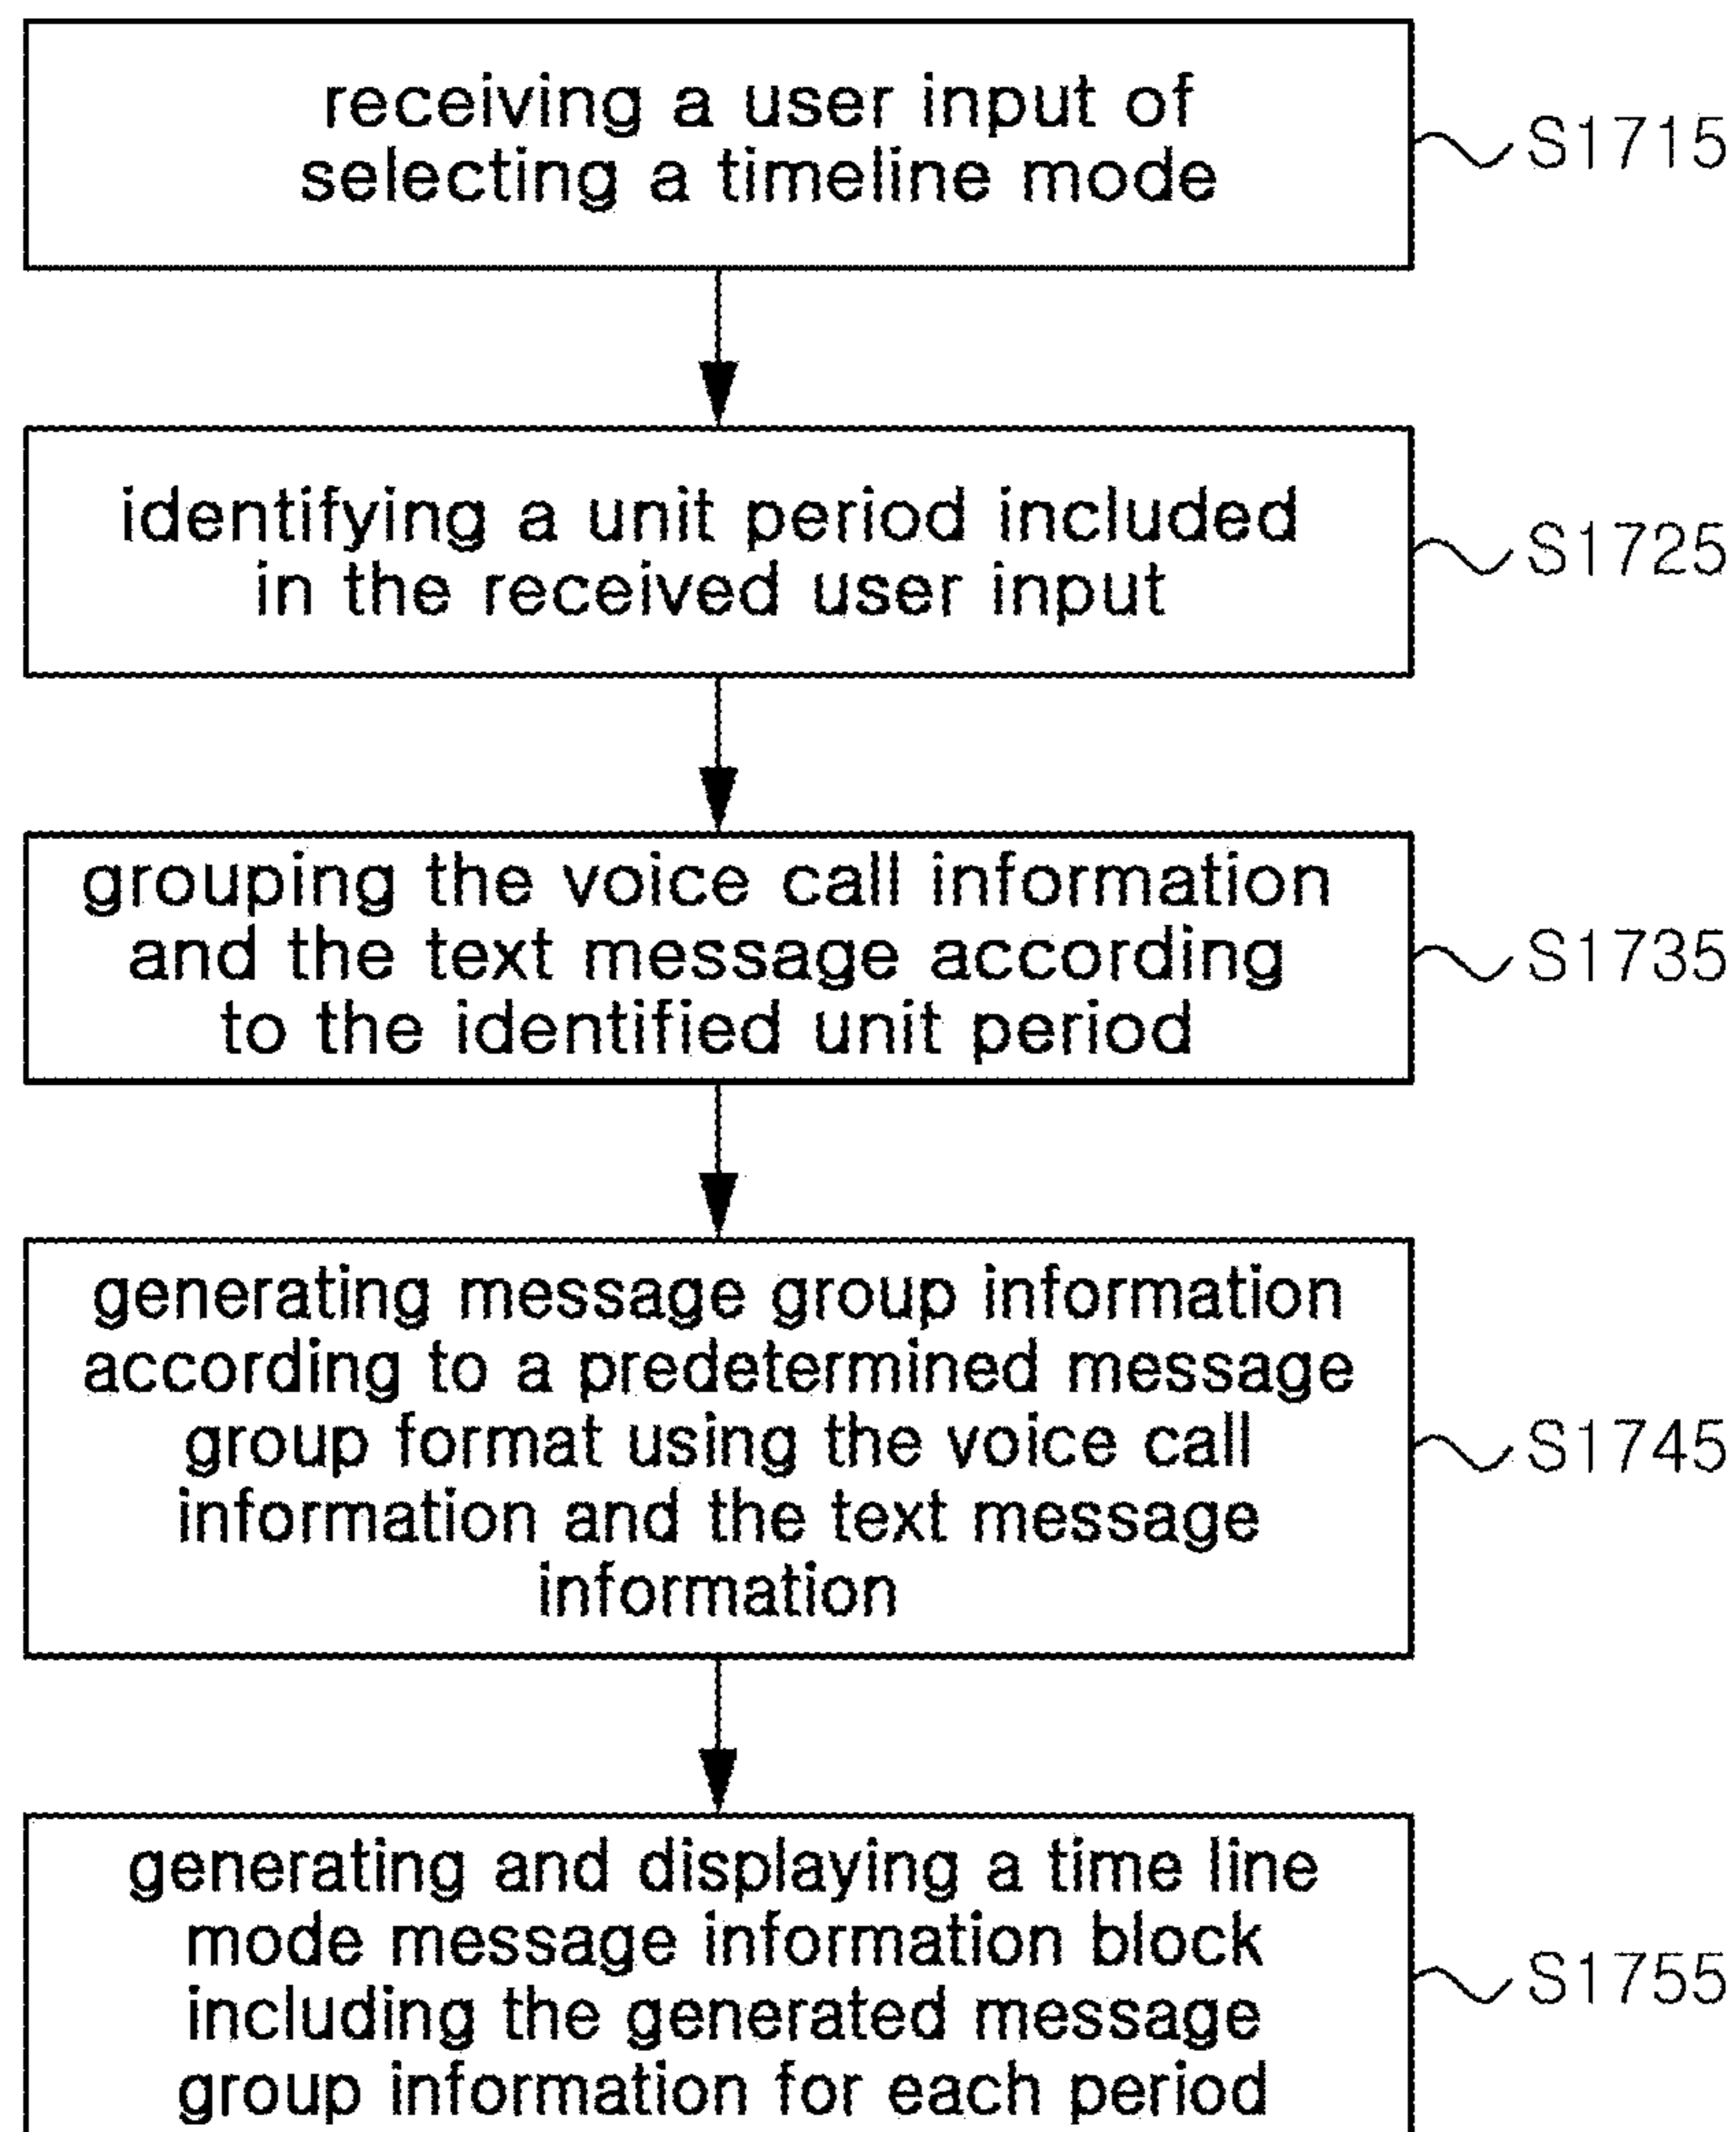 receiving a user input of
selecting a timeline mode
S1715
identifying a unit period included
in the received user input
S1725
grouping the voice call information
and the text message according
to the identified unit period
S1735
generating message group information
according to a predetermined message
group format using the voice call
information and the text message
information
S1745
generating and displaying a time line
mode message information block
including the generated message
group information for each period
S1755